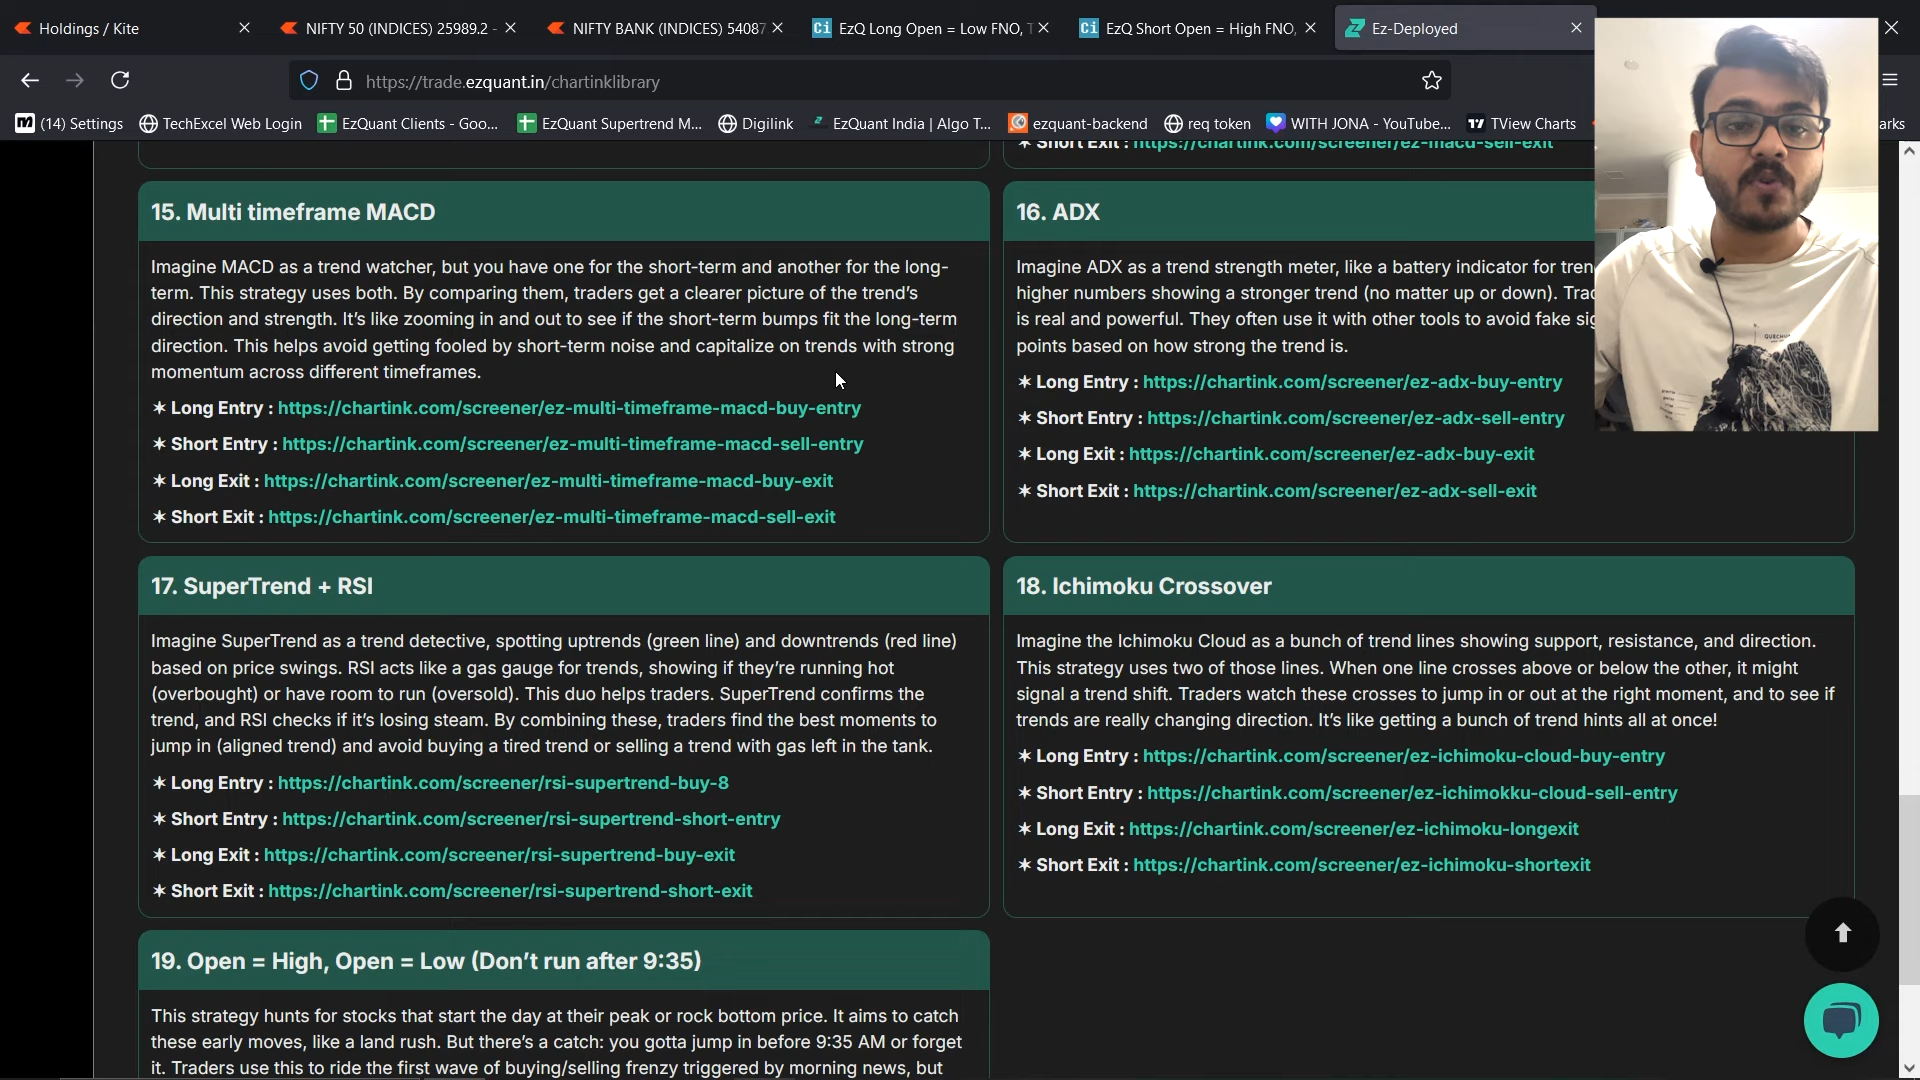 Holdings / Kite
NIFTY 50 (INDICES) 25989.2 -
NIFTY BANK (INDICES) 54087
EzQ Long Open = Low FNO, T
EzQ Short Open = High FNO,
Ez-Deployed
https://trade.ezquant.in/chartinklibrary
(14) Settings
TechExcel Web Login
EzQuant Clients - Goo...
EzQuant Supertrend M...
Digilink
EzQuant India | Algo T...
ezquant-backend
req token
WITH JONA - YouTube...
TView Charts
arks
✶ Short Exit : https://chartink.com/screener/ez-macd-sell-exit
15. Multi timeframe MACD
Imagine MACD as a trend watcher, but you have one for the short-term and another for the long-
term. This strategy uses both. By comparing them, traders get a clearer picture of the trend's
direction and strength. It's like zooming in and out to see if the short-term bumps fit the long-term
direction. This helps avoid getting fooled by short-term noise and capitalize on trends with strong
momentum across different timeframes.
✶ Long Entry : https://chartink.com/screener/ez-multi-timeframe-macd-buy-entry
✶ Short Entry : https://chartink.com/screener/ez-multi-timeframe-macd-sell-entry
✶ Long Exit : https://chartink.com/screener/ez-multi-timeframe-macd-buy-exit
✶ Short Exit : https://chartink.com/screener/ez-multi-timeframe-macd-sell-exit
16. ADX
Imagine ADX as a trend strength meter, like a battery indicator for tren
higher numbers showing a stronger trend (no matter up or down). Trad
is real and powerful. They often use it with other tools to avoid fake sig
points based on how strong the trend is.
✶ Long Entry : https://chartink.com/screener/ez-adx-buy-entry
✶ Short Entry : https://chartink.com/screener/ez-adx-sell-entry
✶ Long Exit : https://chartink.com/screener/ez-adx-buy-exit
✶ Short Exit : https://chartink.com/screener/ez-adx-sell-exit
17. SuperTrend + RSI
Imagine SuperTrend as a trend detective, spotting uptrends (green line) and downtrends (red line)
based on price swings. RSI acts like a gas gauge for trends, showing if they're running hot
(overbought) or have room to run (oversold). This duo helps traders. SuperTrend confirms the
trend, and RSI checks if it's losing steam. By combining these, traders find the best moments to
jump in (aligned trend) and avoid buying a tired trend or selling a trend with gas left in the tank.
✶ Long Entry : https://chartink.com/screener/rsi-supertrend-buy-8
✶ Short Entry : https://chartink.com/screener/rsi-supertrend-short-entry
✶ Long Exit : https://chartink.com/screener/rsi-supertrend-buy-exit
✶ Short Exit : https://chartink.com/screener/rsi-supertrend-short-exit
18. Ichimoku Crossover
Imagine the Ichimoku Cloud as a bunch of trend lines showing support, resistance, and direction.
This strategy uses two of those lines. When one line crosses above or below the other, it might
signal a trend shift. Traders watch these crosses to jump in or out at the right moment, and to see if
trends are really changing direction. It's like getting a bunch of trend hints all at once!
✶ Long Entry : https://chartink.com/screener/ez-ichimoku-cloud-buy-entry
✶ Short Entry : https://chartink.com/screener/ez-ichimokku-cloud-sell-entry
✶ Long Exit : https://chartink.com/screener/ez-ichimoku-longexit
✶ Short Exit : https://chartink.com/screener/ez-ichimoku-shortexit
19. Open = High, Open = Low (Don't run after 9:35)
This strategy hunts for stocks that start the day at their peak or rock bottom price. It aims to catch
these early moves, like a land rush. But there's a catch: you gotta jump in before 9:35 AM or forget
it. Traders use this to ride the first wave of buying/selling frenzy triggered by morning news, but